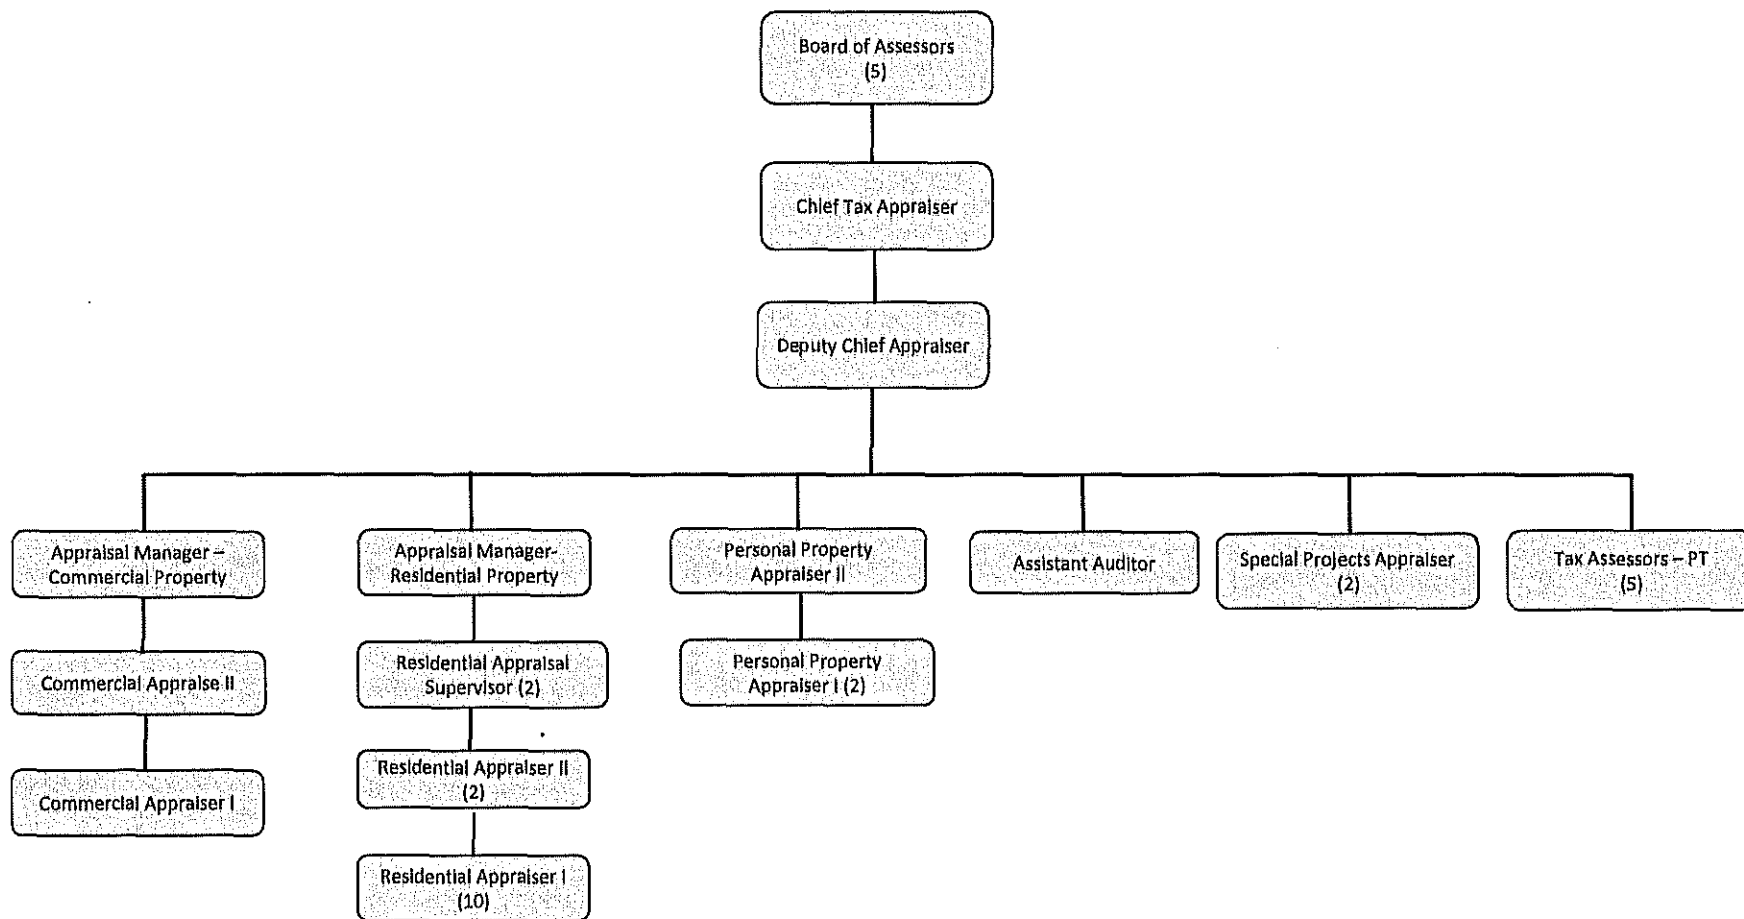 Board of Assessors
(5)
Chief Tax Appraiser
Deputy Chief Appraiser
Appraisal Manager –
Commercial Property
Commercial Appraise II
Commercial Appraiser I
Appraisal Manager-
Residential Property
Residential Appraisal
Supervisor (2)
Residential Appraiser II
(2)
Residential Appraiser I
(10)
Personal Property
Appraiser II
Personal Property
Appraiser I (2)
Assistant Auditor
Special Projects Appraiser
(2)
Tax Assessors – PT
(5)